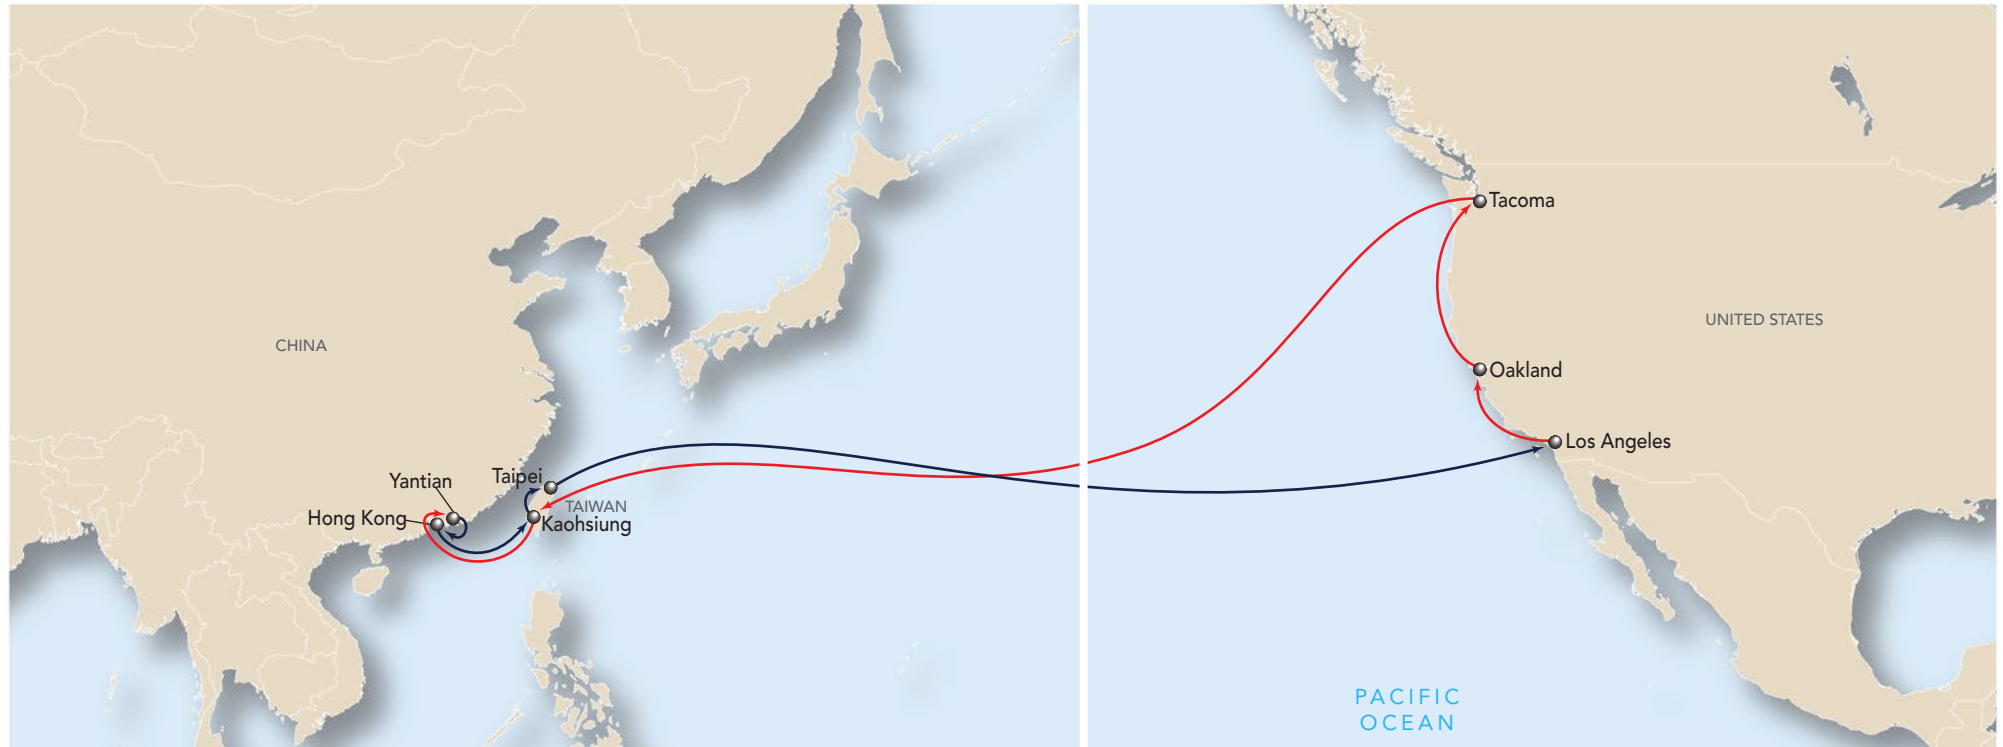 Tacoma
UNITED STATES
CHINA
Oakland
Los Angeles
Yantian
Taipei
TAIWAN
Hong Kong
Kaohsiung
PACIFIC
OCEAN